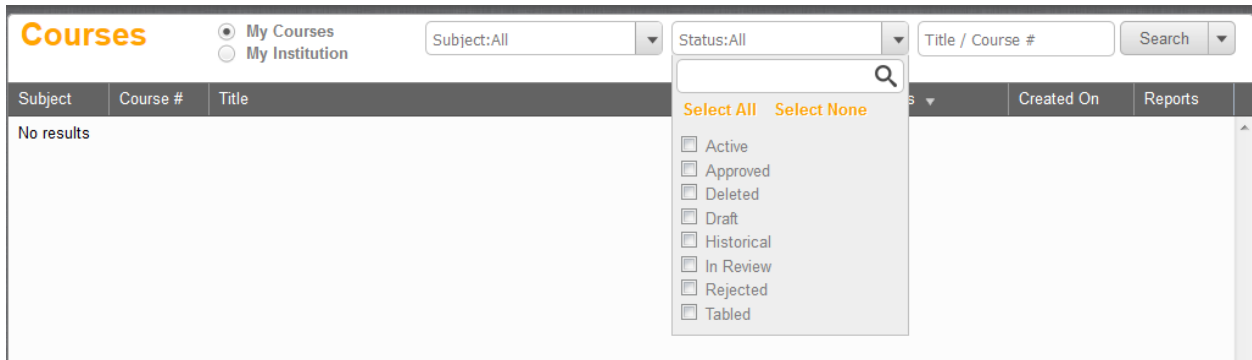 Courses
My Courses
My Institution
Subject:All
Status:All
Title / Course #
Search
Select All Select None
Subject Course # Title s Created On Reports
No results
Active
Approved
Deleted
Draft
Historical
In Review
Rejected
Tabled